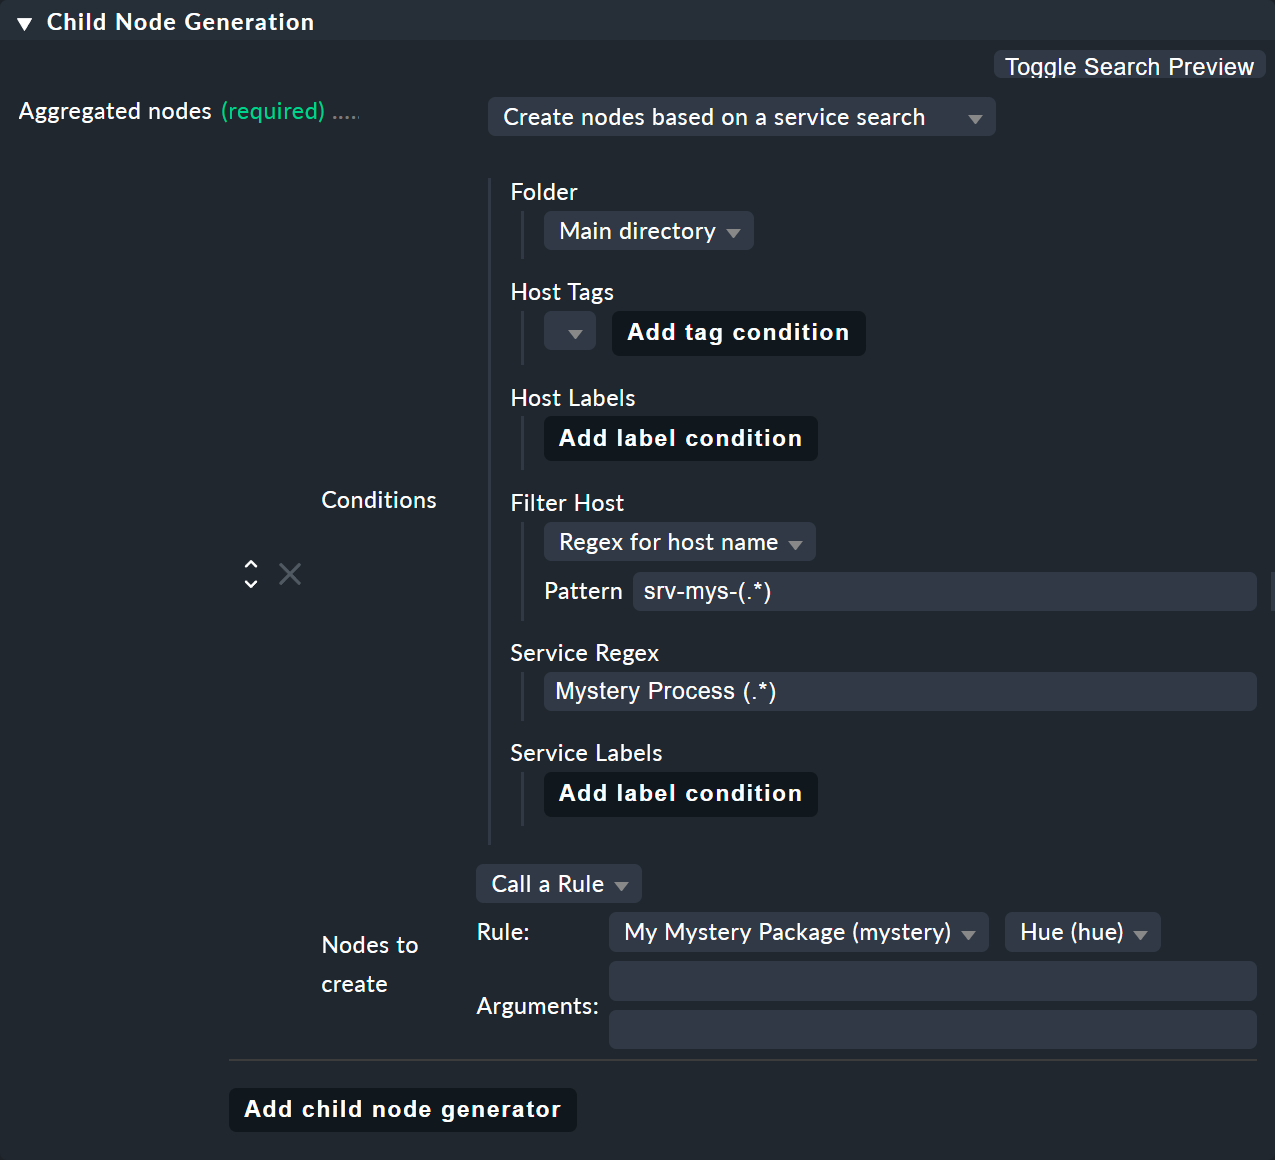 Child Node Generation
Toggle Search Preview
Aggregated nodes (required) .....
Create nodes based on a service search
Folder
Main directory
Host Tags
Add tag condition
Host Labels
Add label condition
Conditions
Filter Host
Regex for host name
Pattern srv-mys-(.*)
Service Regex
Mystery Process (.*)
Service Labels
Add label condition
Call a Rule
Nodes to
create
Rule: My Mystery Package (mystery) Hue (hue)
Arguments:
Add child node generator